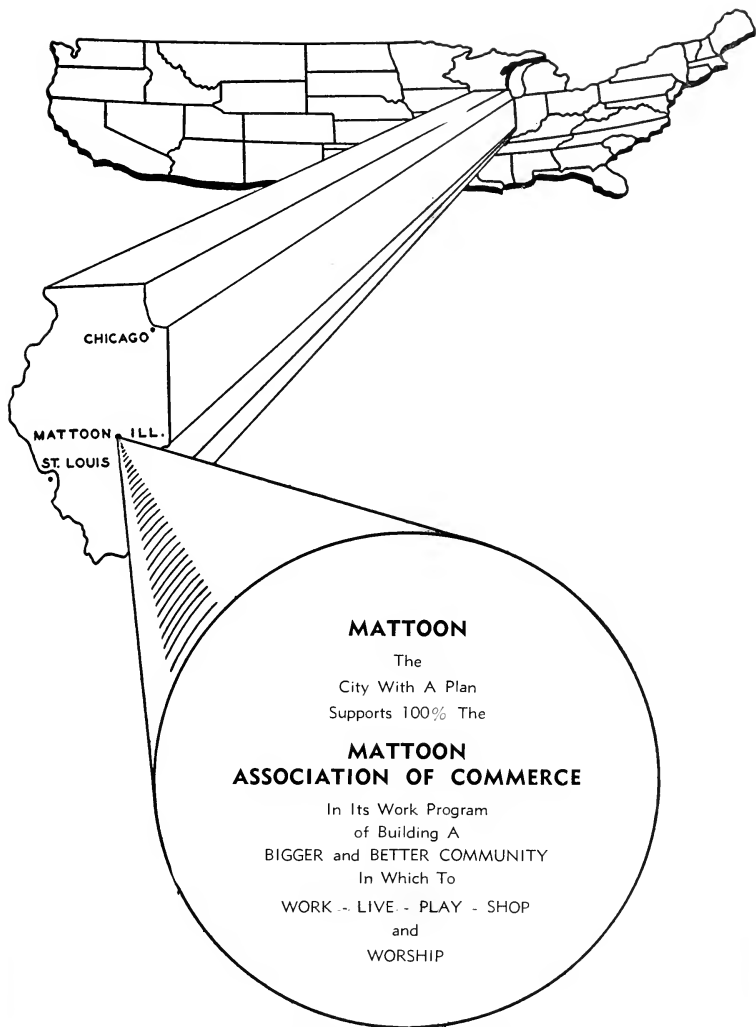 CHICAGO
MATTOON ILL.
ST. LOUIS
MATTOON
The
City With A Plan
Supports 100% The
MATTOON
ASSOCIATION OF COMMERCE
In Its Work Program
of Building A
BIGGER and BETTER COMMUNITY
In Which To
WORK - LIVE - PLAY - SHOP
and
WORSHIP